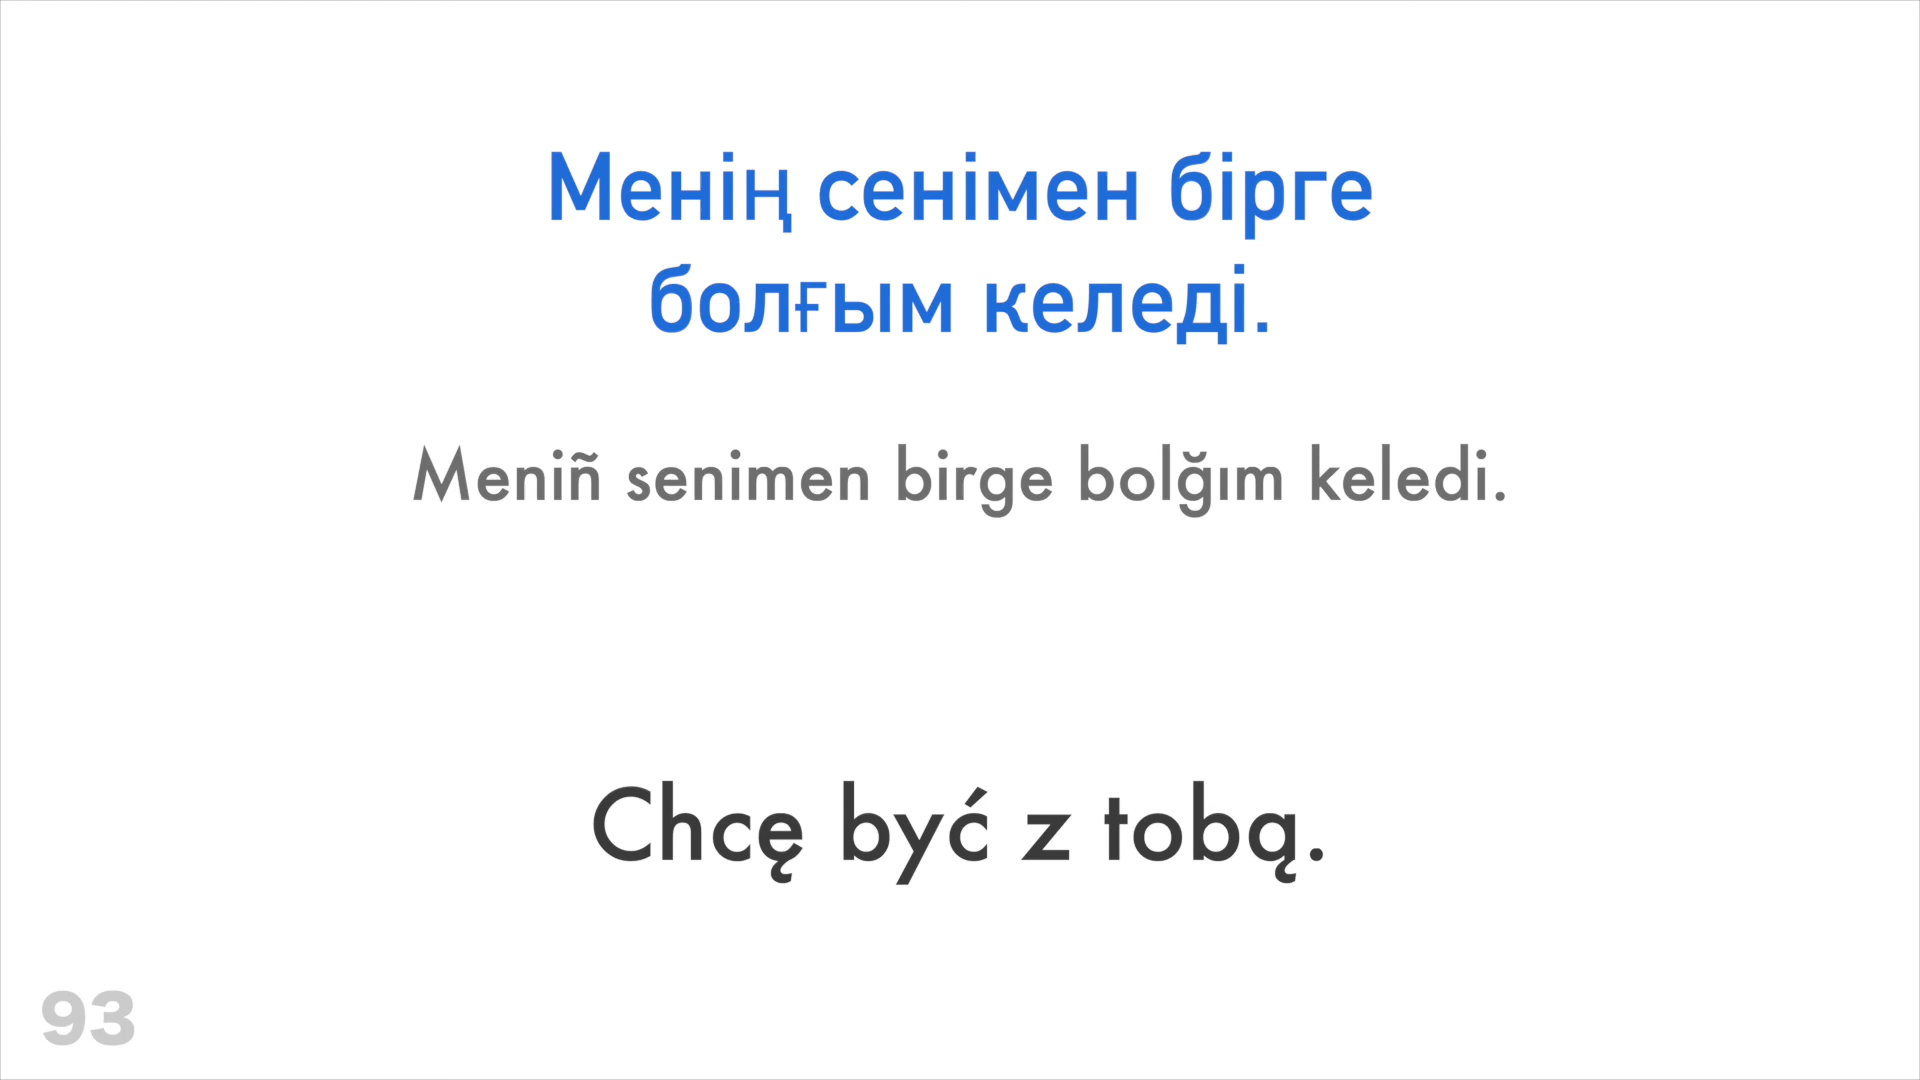 Менің сенімен бірге
болғым келеді.
Meniñ senimen birge bolğım keledi.
Chcę być z tobą.
93